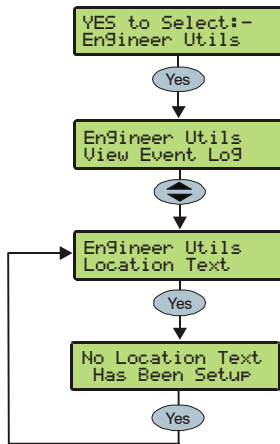 YES to Select:-
Engineer Utils
Yes
Engineer Utils
View Event Log
Engineer Utils
Location Text
Yes
No Location Text
Has Been Setup
Yes